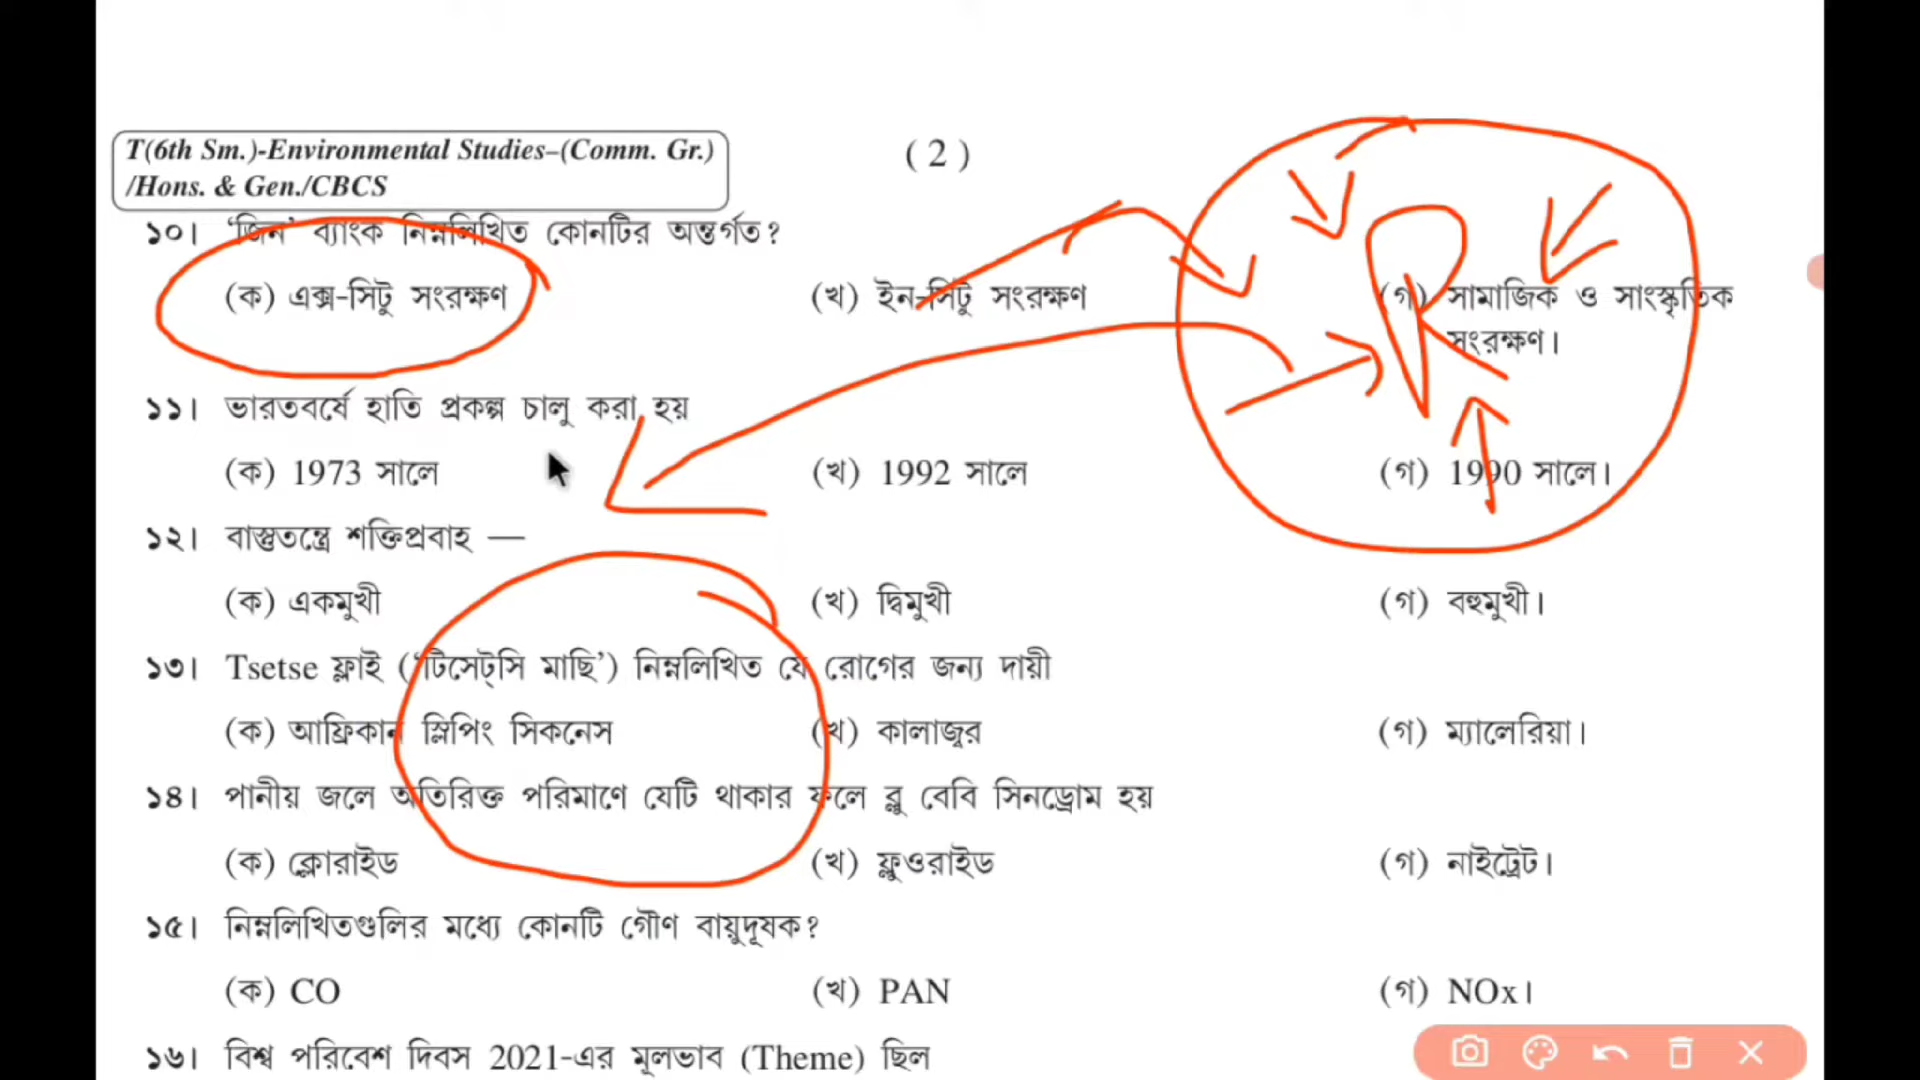 T(6th Sm.)-Environmental Studies–(Comm. Gr.)
/Hons. & Gen./CBCS
( 2 )
১০। ‘জিন’ ব্যাংক নিম্নলিখিত কোনটির অন্তর্গত?
(ক) এক্স-সিটু সংরক্ষণ (খ) ইন-সিটু সংরক্ষণ (গ) সামাজিক ও সাংস্কৃতিক
সংরক্ষণ।
R
১১। ভারতবর্ষে হাতি প্রকল্প চালু করা হয়
(ক) 1973 সালে (খ) 1992 সালে (গ) 1990 সালে।
১২। বাস্তুতন্ত্রে শক্তিপ্রবাহ —
(ক) একমুখী (খ) দ্বিমুখী (গ) বহুমুখী।
১৩। Tsetse ফ্লাই (‘টিসেট্‌সি মাছি’) নিম্নলিখিত যে রোগের জন্য দায়ী
(ক) আফ্রিকান স্লিপিং সিকনেস (খ) কালাজ্বর (গ) ম্যালেরিয়া।
১৪। পানীয় জলে অতিরিক্ত পরিমাণে যেটি থাকার ফলে ব্লু বেবি সিনড্রোম হয়
(ক) ক্লোরাইড (খ) ফ্লুওরাইড (গ) নাইট্রেট।
১৫। নিম্নলিখিতগুলির মধ্যে কোনটি গৌণ বায়ুদূষক?
(ক) CO (খ) PAN (গ) NOx।
১৬। বিশ্ব পরিবেশ দিবস 2021-এর মূলভাব (Theme) ছিল